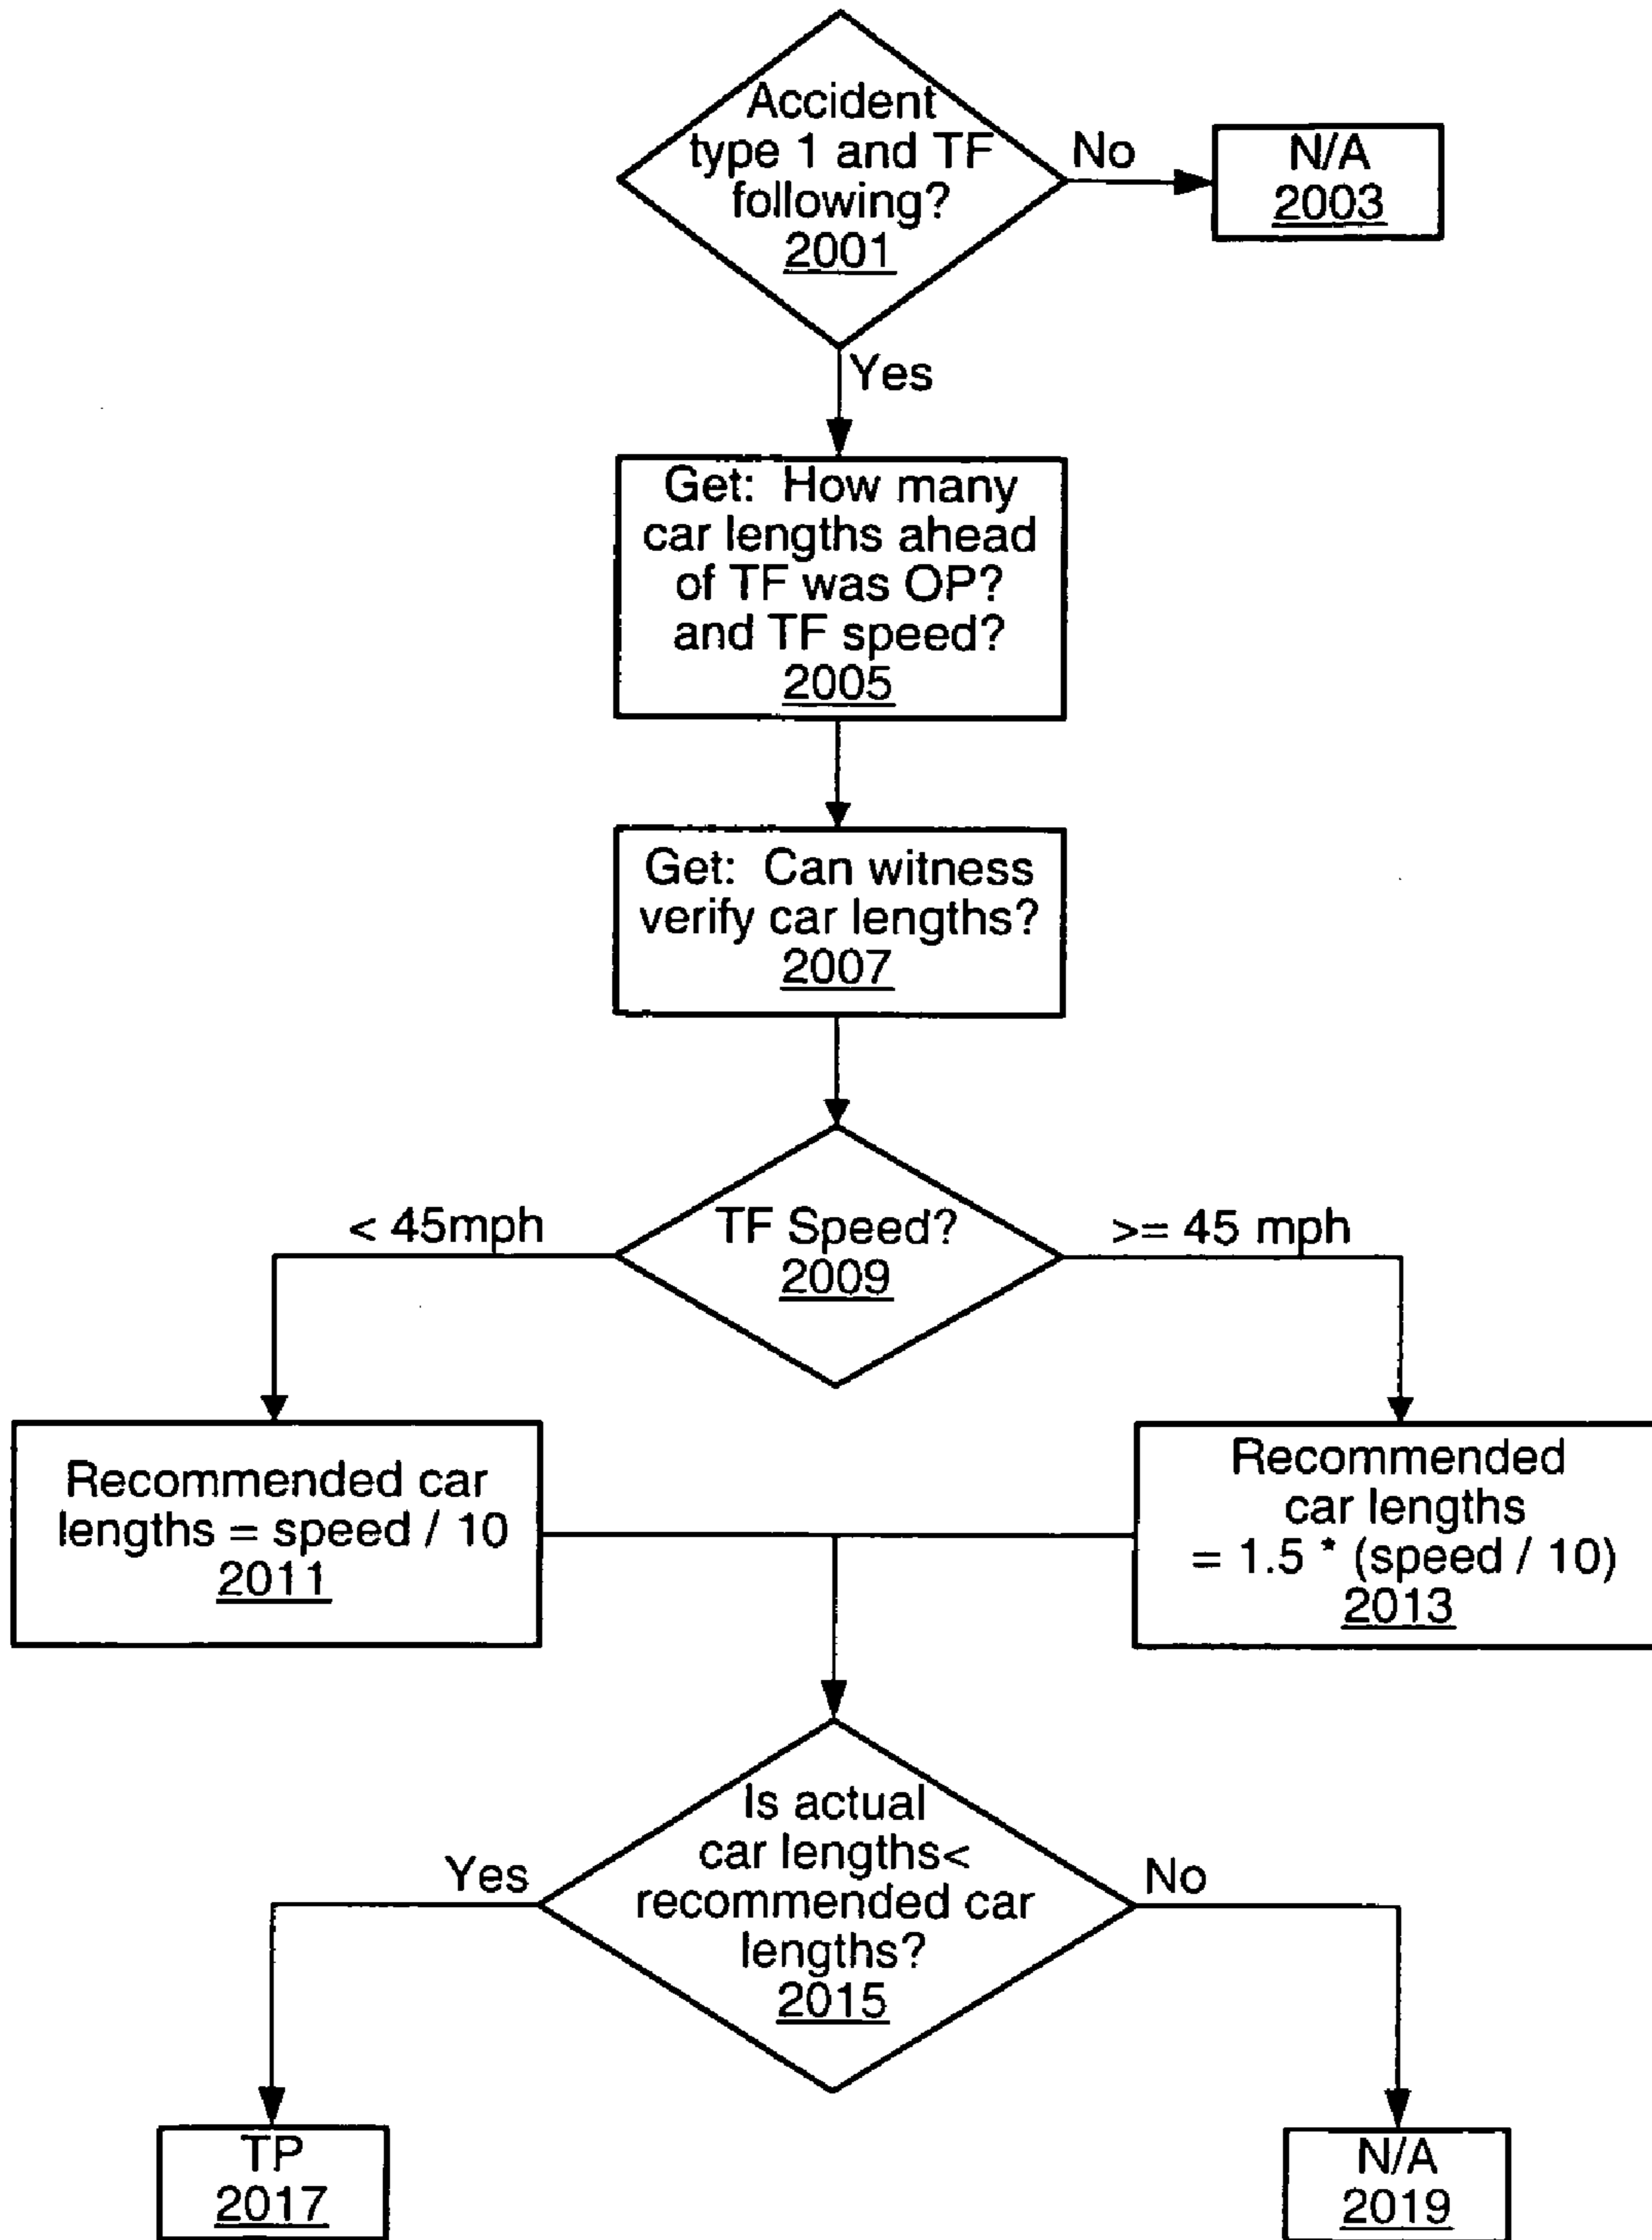 Accident
type 1 and TF
following?
2001
No
N/A
2003
Yes
Get: How many
car lengths ahead
of TF was OP?
and TF speed?
2005
Get: Can witness
verify car lengths?
2007
< 45mph
TF Speed?
2009
>= 45 mph
Recommended car
lengths = speed / 10
2011
Recommended
car lengths
= 1.5 * (speed / 10)
2013
Is actual
car lengths<
recommended car
lengths?
2015
Yes
No
TP
2017
N/A
2019